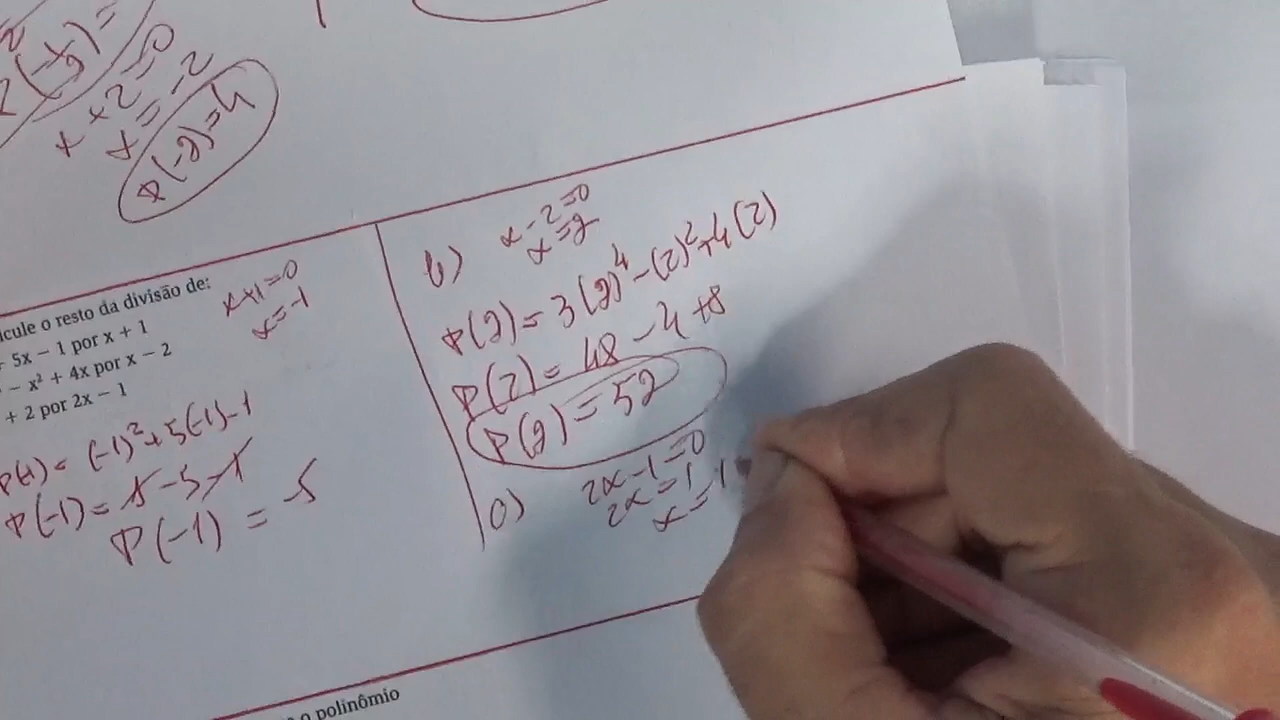 x+2=0
x=-2
P(-2)=4
lcule o resto da divisão de:
5x − 1 por x + 1
− x² + 4x por x − 2
+ 2 por 2x − 1
x+1=0
x=-1
(-1)²+5(-1)-1
P(-1)= 1-5-1
P(-1) = -5
b)
x-2=0
x=2
P(2)=3(2)⁴-(2)²+4(2)
P(2)= 48-4+8
P(2)=52
2x-1=0
2x=1
x=1
o polinômio